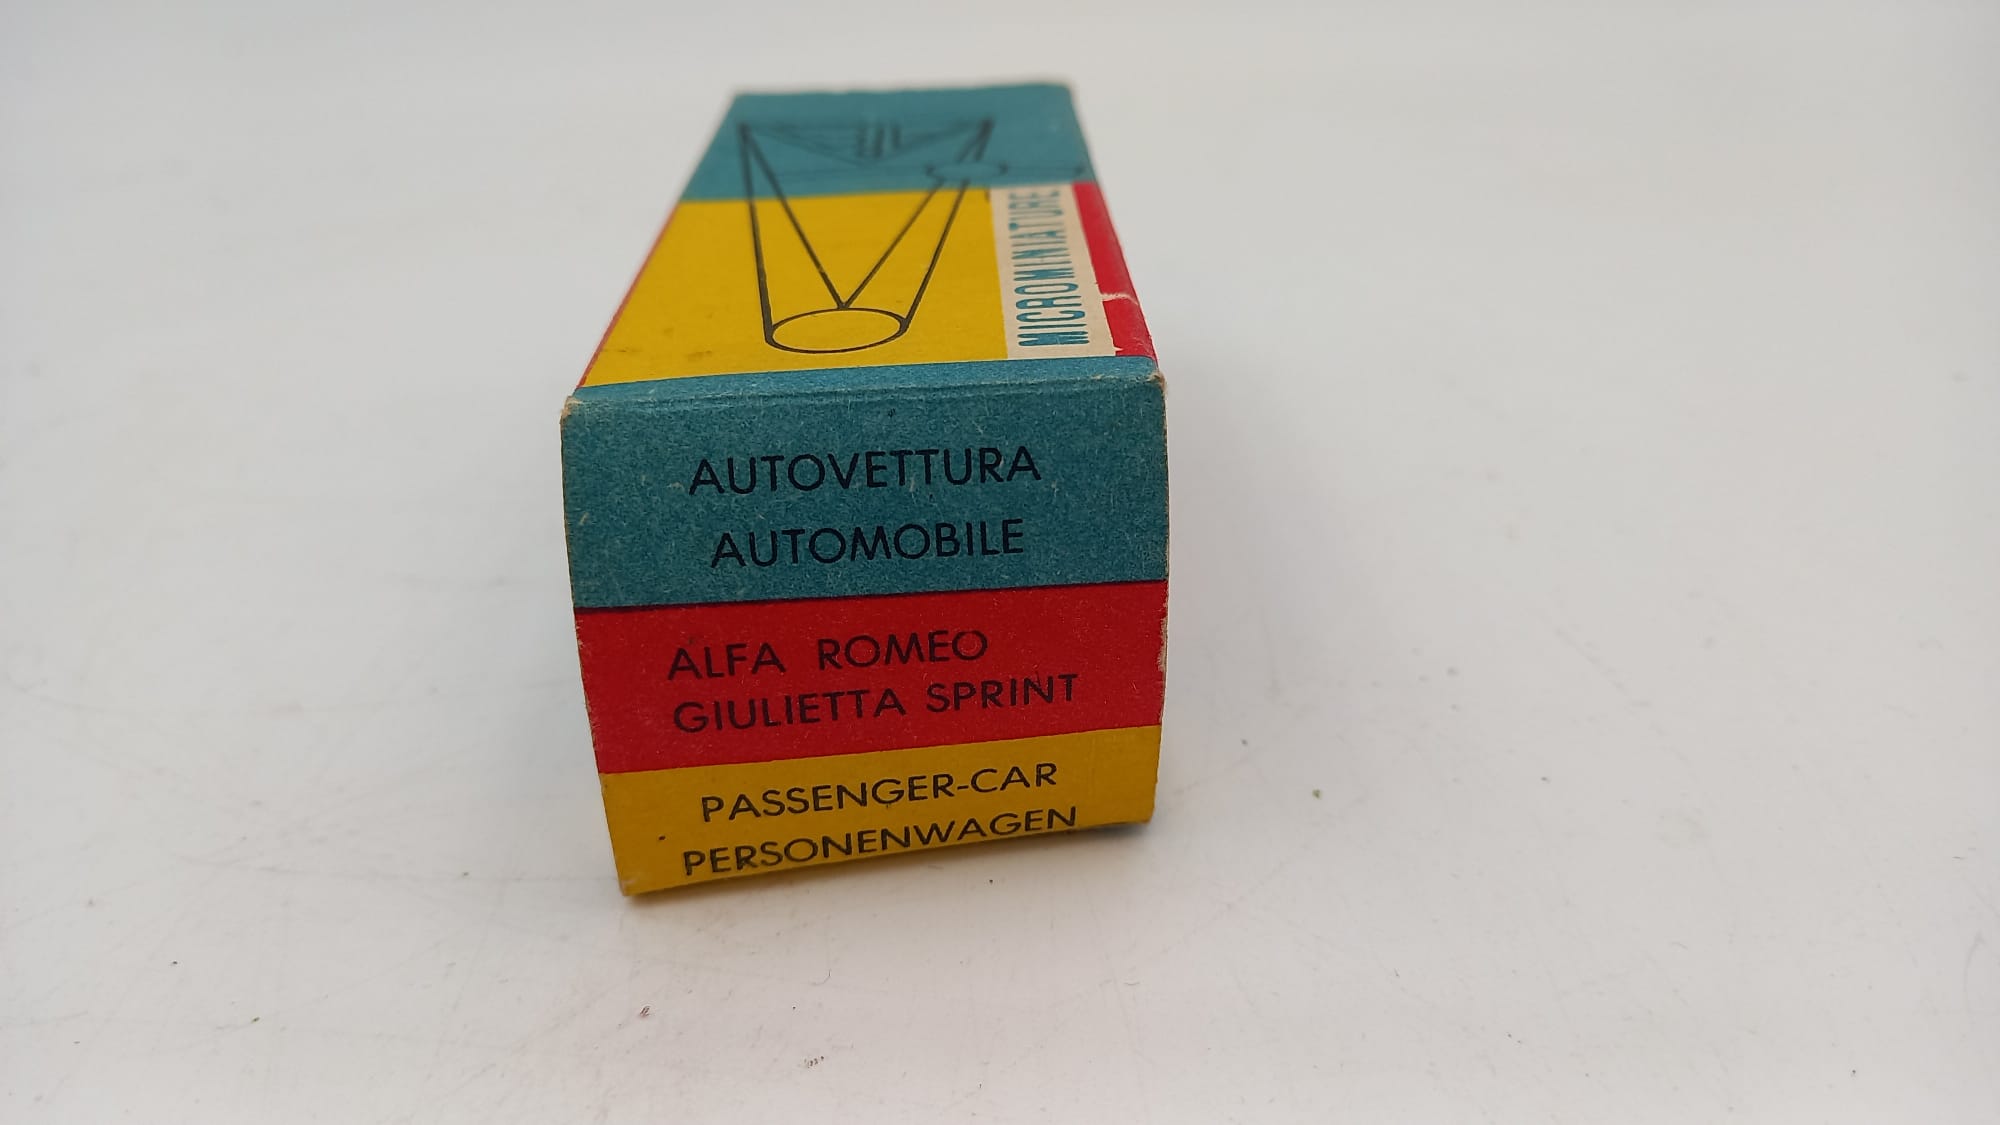 MICROMINIATURE
AUTOVETTURA
AUTOMOBILE
ALFA ROMEO
GIULIETTA SPRINT
PASSENGER-CAR
PERSONENWAGEN